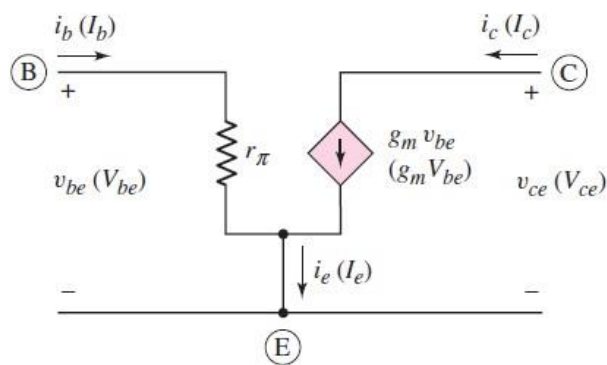 i_b (I_b)
i_c (I_c)
B
C
+
+
r_π
g_m v_be
(g_m V_be)
v_be (V_be)
v_ce (V_ce)
i_e (I_e)
−
−
E